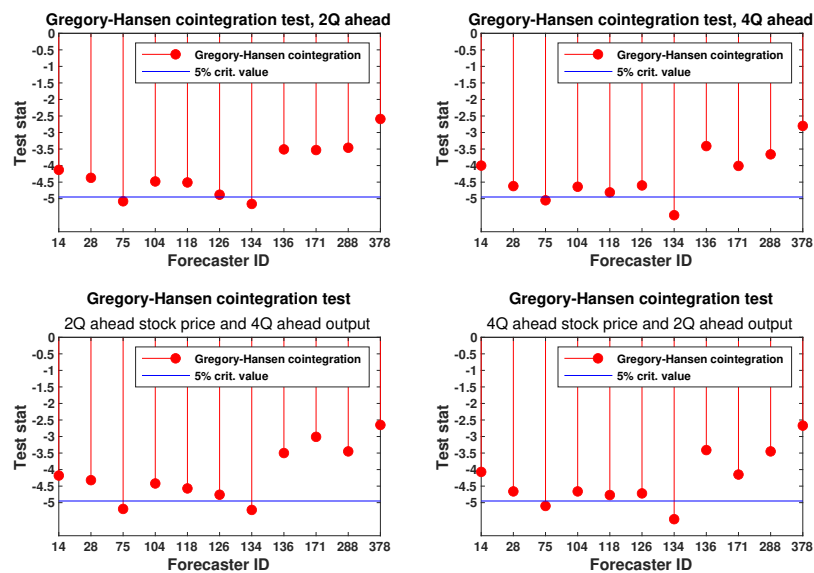 Gregory-Hansen cointegration test, 2Q ahead
0
-0.5
-1
-1.5
-2
-2.5
-3
-3.5
-4
-4.5
-5
Test stat
Gregory-Hansen cointegration
5% crit. value
14 28 75 104 118 126 134 136 171 288 378
Forecaster ID
Gregory-Hansen cointegration test, 4Q ahead
0
-0.5
-1
-1.5
-2
-2.5
-3
-3.5
-4
-4.5
-5
Test stat
Gregory-Hansen cointegration
5% crit. value
14 28 75 104 118 126 134 136 171 288 378
Forecaster ID
Gregory-Hansen cointegration test
2Q ahead stock price and 4Q ahead output
0
-0.5
-1
-1.5
-2
-2.5
-3
-3.5
-4
-4.5
-5
Test stat
Gregory-Hansen cointegration
5% crit. value
14 28 75 104 118 126 134 136 171 288 378
Forecaster ID
Gregory-Hansen cointegration test
4Q ahead stock price and 2Q ahead output
0
-0.5
-1
-1.5
-2
-2.5
-3
-3.5
-4
-4.5
-5
Test stat
Gregory-Hansen cointegration
5% crit. value
14 28 75 104 118 126 134 136 171 288 378
Forecaster ID